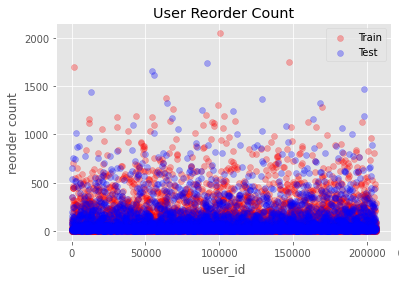 User Reorder Count
Train
Test
reorder count
2000
1500
1000
500
0
0
50000
100000
150000
200000
user_id